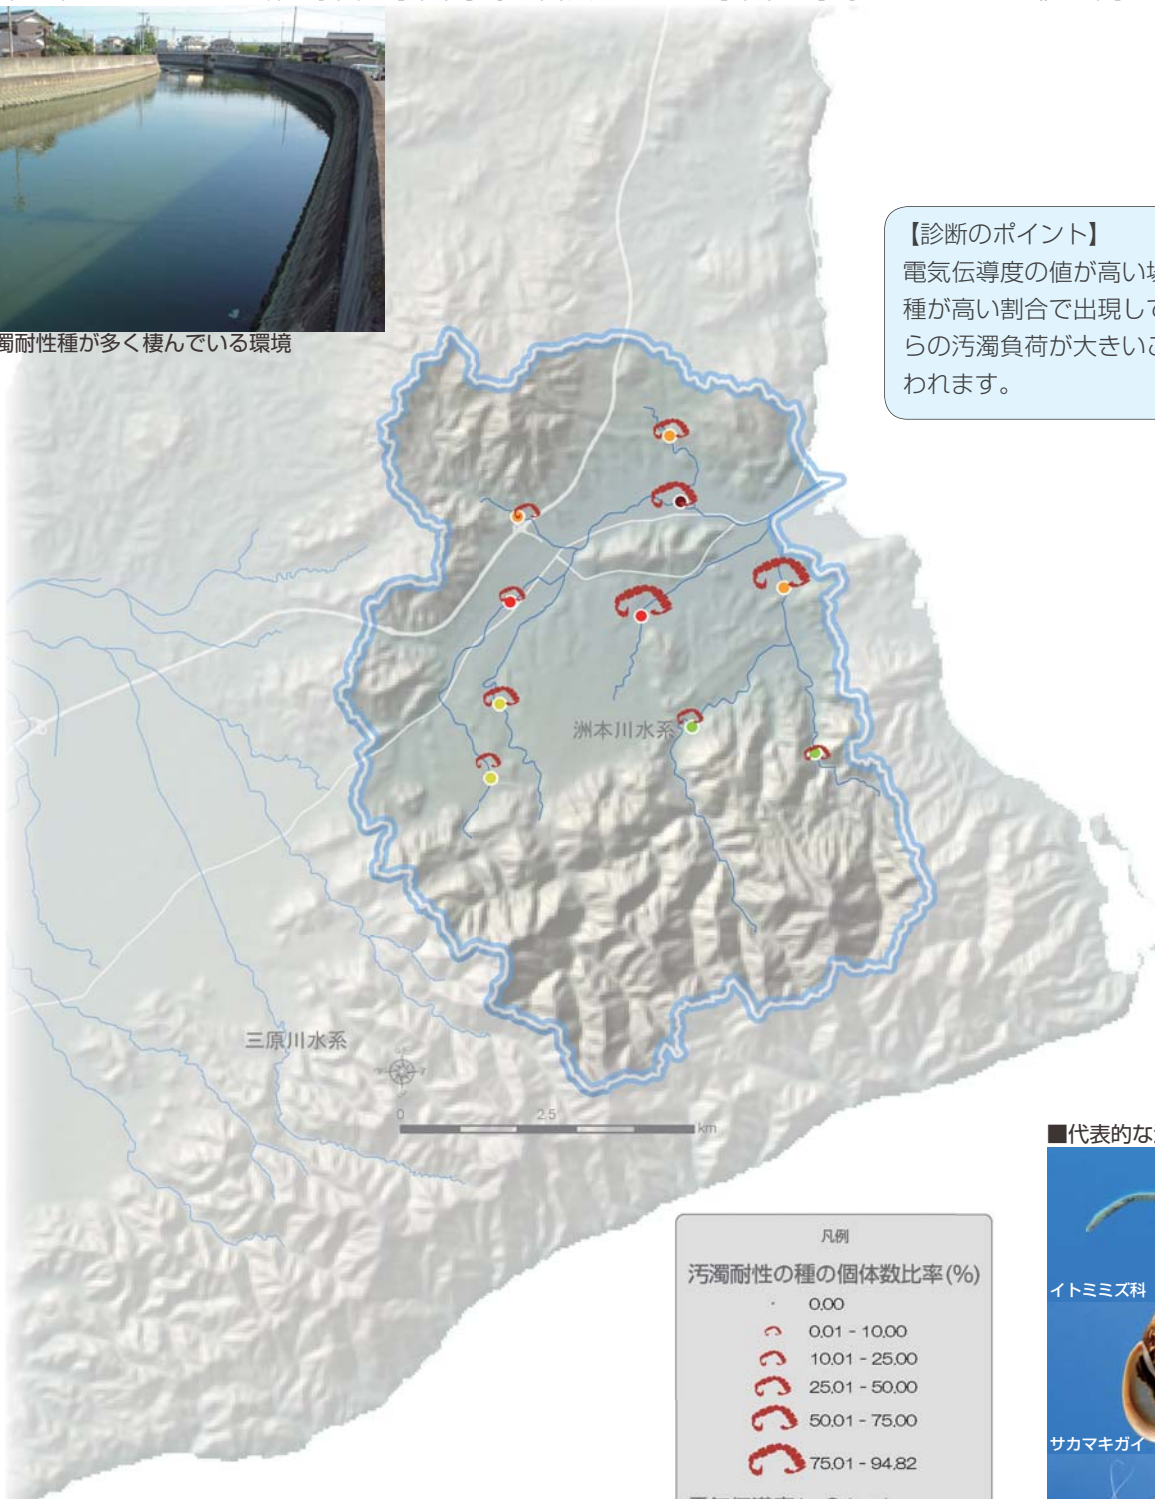 濁耐性種が多く棲んでいる環境
【診断のポイント】
電気伝導度の値が高い
種が高い割合で出現して
らの汚濁負荷が大きいこ
われます。
洲本川水系
三原川水系
0 2.5 km
■代表的な
イトミミズ科
サカマキガイ
凡例
汚濁耐性の種の個体数比率(%)
0.00
0.01 - 10.00
10.01 - 25.00
25.01 - 50.00
50.01 - 75.00
75.01 - 94.82